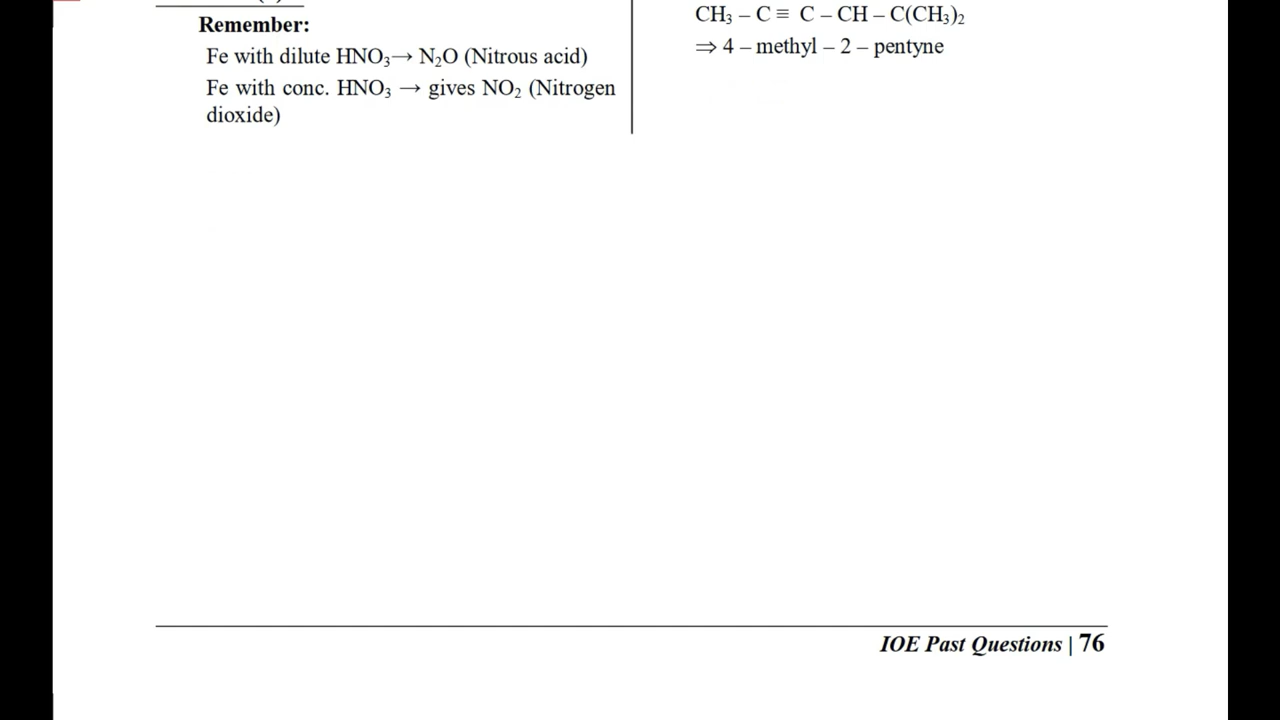 Remember:
Fe with dilute HNO₃→ N₂O (Nitrous acid)
Fe with conc. HNO₃ → gives NO₂ (Nitrogen
dioxide)
CH₃ – C ≡ C – CH – C(CH₃)₂
⇒ 4 – methyl – 2 – pentyne
IOE Past Questions | 76